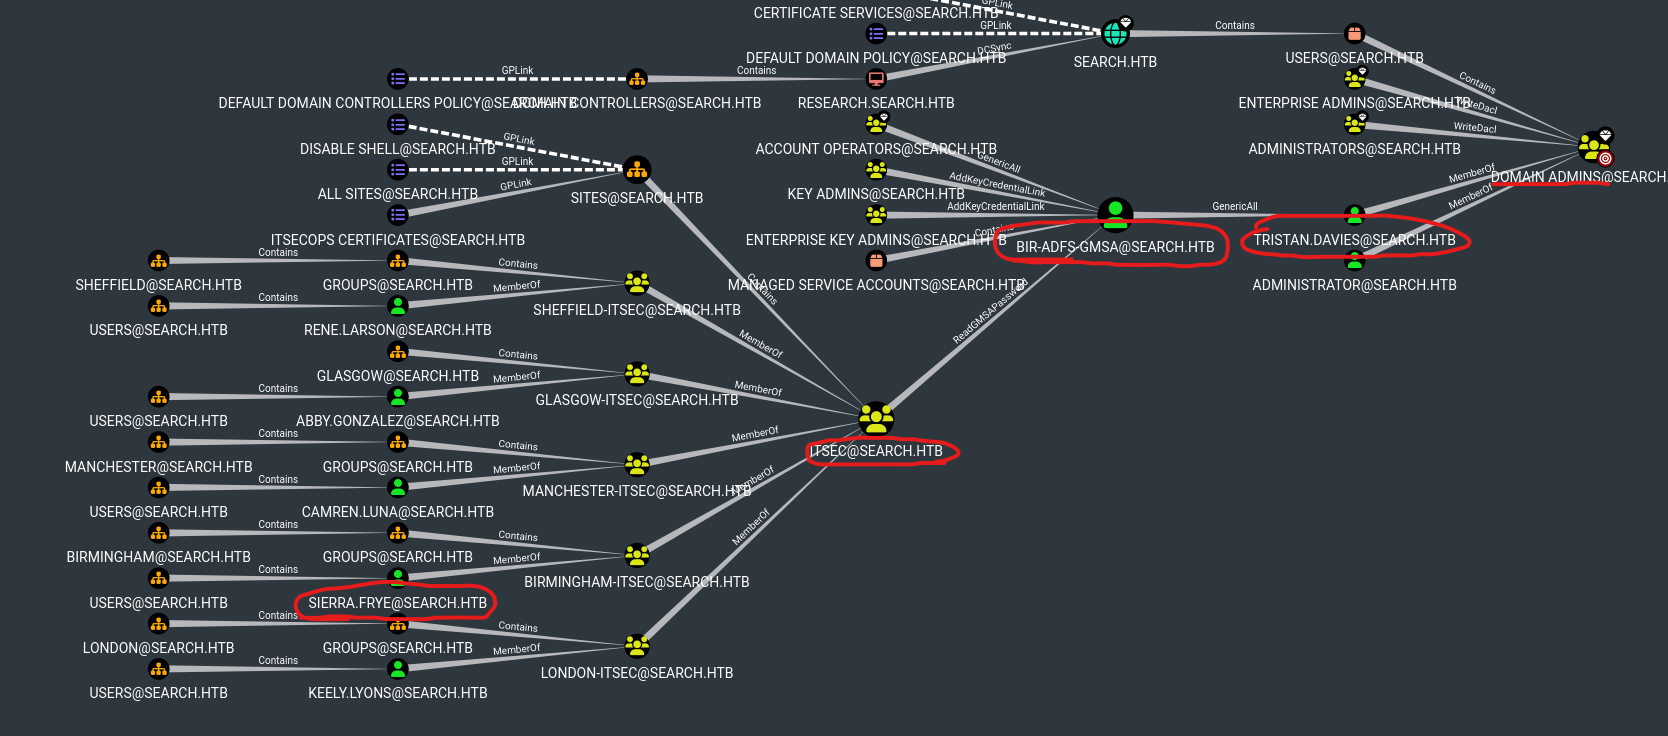 GPLink
CERTIFICATE SERVICES@SEARCH.HTB
GPLink
Contains
DEFAULT DOMAIN POLICY@SEARCH.HTB
DCSync
SEARCH.HTB
USERS@SEARCH.HTB
GPLink
Contains
Contains
DEFAULT DOMAIN CONTROLLERS POLICY@SEARCH.HTB
DOMAIN CONTROLLERS@SEARCH.HTB
RESEARCH.SEARCH.HTB
ENTERPRISE ADMINS@SEARCH.HTB
WriteDacl
WriteDacl
GPLink
DISABLE SHELL@SEARCH.HTB
ACCOUNT OPERATORS@SEARCH.HTB
ADMINISTRATORS@SEARCH.HTB
GPLink
GenericAll
MemberOf
DOMAIN ADMINS@SEARCH.
GPLink
AddKeyCredentialLink
ALL SITES@SEARCH.HTB
SITES@SEARCH.HTB
KEY ADMINS@SEARCH.HTB
MemberOf
AddKeyCredentialLink
GenericAll
ITSECOPS CERTIFICATES@SEARCH.HTB
ENTERPRISE KEY ADMINS@SEARCH.HTB
Contains
BIR-ADFS-GMSA@SEARCH.HTB
TRISTAN.DAVIES@SEARCH.HTB
Contains
Contains
SHEFFIELD@SEARCH.HTB
GROUPS@SEARCH.HTB
MemberOf
Contains
MANAGED SERVICE ACCOUNTS@SEARCH.HTB
ADMINISTRATOR@SEARCH.HTB
Contains
SHEFFIELD-ITSEC@SEARCH.HTB
ReadGMSAPassword
USERS@SEARCH.HTB
RENE.LARSON@SEARCH.HTB
MemberOf
Contains
GLASGOW@SEARCH.HTB
MemberOf
Contains
MemberOf
GLASGOW-ITSEC@SEARCH.HTB
USERS@SEARCH.HTB
ABBY.GONZALEZ@SEARCH.HTB
Contains
Contains
MemberOf
ITSEC@SEARCH.HTB
MANCHESTER@SEARCH.HTB
GROUPS@SEARCH.HTB
MemberOf
Contains
MANCHESTER-ITSEC@SEARCH.HTB
MemberOf
USERS@SEARCH.HTB
CAMREN.LUNA@SEARCH.HTB
Contains
Contains
MemberOf
BIRMINGHAM@SEARCH.HTB
GROUPS@SEARCH.HTB
MemberOf
Contains
BIRMINGHAM-ITSEC@SEARCH.HTB
USERS@SEARCH.HTB
SIERRA.FRYE@SEARCH.HTB
Contains
Contains
LONDON@SEARCH.HTB
GROUPS@SEARCH.HTB
MemberOf
Contains
LONDON-ITSEC@SEARCH.HTB
USERS@SEARCH.HTB
KEELY.LYONS@SEARCH.HTB